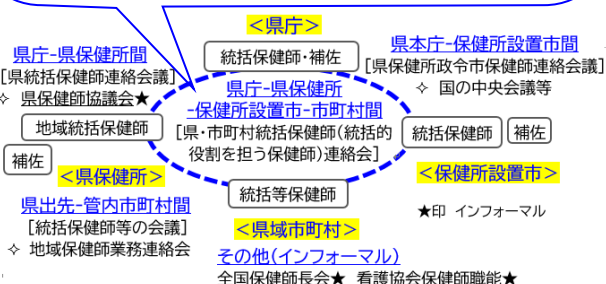 ＜県庁＞
統括保健師・補佐
県庁-県保健所間
[県統括保健師連絡会議]
✧ 県保健師協議会★
県本庁-保健所設置市間
[県保健所政令市保健師連絡会議]
✧ 国の中央会議等
県庁-県保健所
-保健所設置市-市町村間
[県・市町村統括保健師(統括的
役割を担う保健師)連絡会]
地域統括保健師
補佐
＜県保健所＞
統括保健師
補佐
＜保健所設置市＞
統括等保健師
＜県域市町村＞
県出先-管内市町村間
[統括保健師等の会議]
✧ 地域保健師業務連絡会
★印 インフォーマル
その他(インフォーマル)
全国保健師長会★ 看護協会保健師職能★